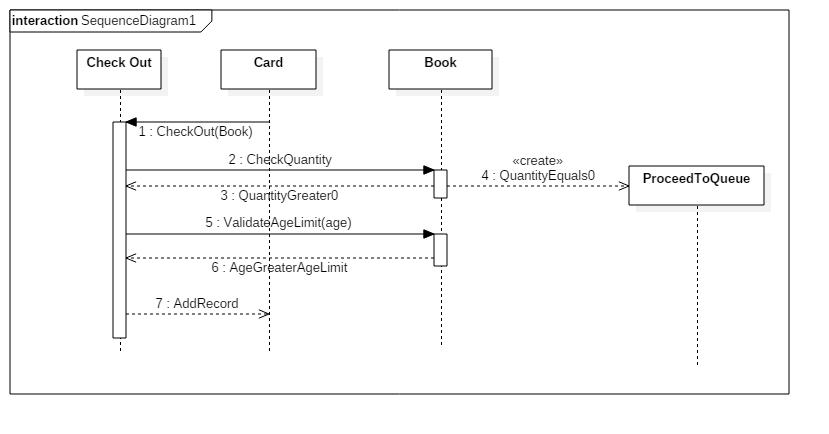 interaction SequenceDiagram1
Check Out
Card
Book
1 : CheckOut(Book)
2 : CheckQuantity
«create»
4 : QuantityEquals0
ProceedToQueue
3 : QuantityGreater0
5 : ValidateAgeLimit(age)
6 : AgeGreaterAgeLimit
7 : AddRecord